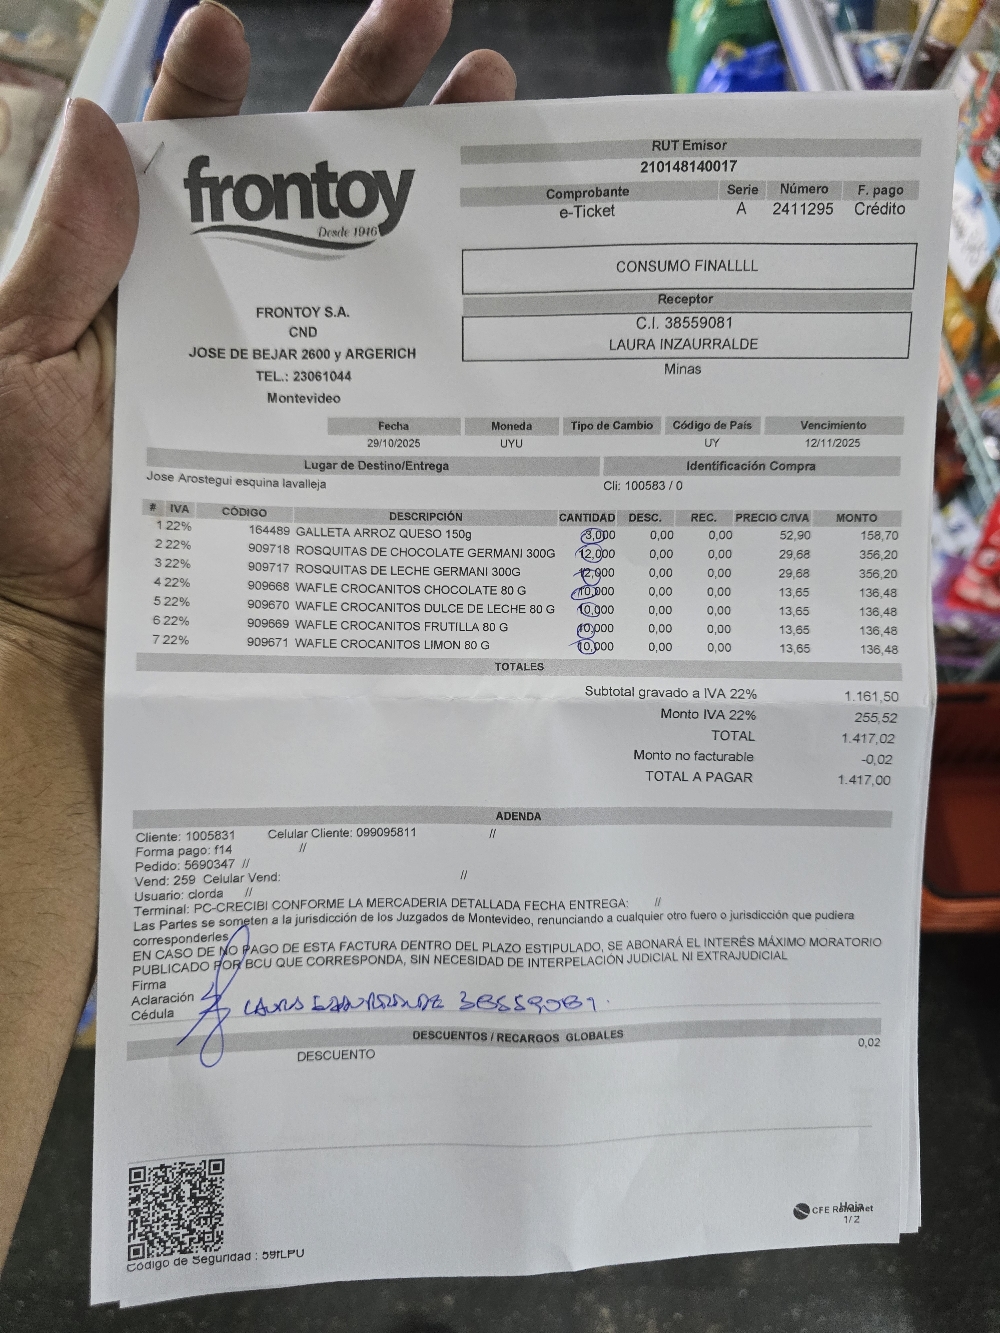 frontoy
Desde 1946
FRONTOY S.A.
CND
JOSE DE BEJAR 2600 y ARGERICH
TEL.: 23061044
Montevideo
RUT Emisor
210148140017
Comprobante Serie Número F. pago
e-Ticket A 2411295 Crédito
CONSUMO FINALLLL
Receptor
C.I. 38559081
LAURA INZAURRALDE
Minas
Fecha Moneda Tipo de Cambio Código de País Vencimiento
29/10/2025 UYU UY 12/11/2025
Lugar de Destino/Entrega Identificación Compra
Jose Arostegui esquina lavalleja Cli: 100583 / 0
# IVA CÓDIGO DESCRIPCIÓN CANTIDAD DESC. REC. PRECIO C/IVA MONTO
1 22% 164489 GALLETA ARROZ QUESO 150g 3,000 0,00 0,00 52,90 158,70
2 22% 909718 ROSQUITAS DE CHOCOLATE GERMANI 300G 12,000 0,00 0,00 29,68 356,20
3 22% 909717 ROSQUITAS DE LECHE GERMANI 300G 12,000 0,00 0,00 29,68 356,20
4 22% 909668 WAFLE CROCANITOS CHOCOLATE 80 G 10,000 0,00 0,00 13,65 136,48
5 22% 909670 WAFLE CROCANITOS DULCE DE LECHE 80 G 10,000 0,00 0,00 13,65 136,48
6 22% 909669 WAFLE CROCANITOS FRUTILLA 80 G 10,000 0,00 0,00 13,65 136,48
7 22% 909671 WAFLE CROCANITOS LIMON 80 G 10,000 0,00 0,00 13,65 136,48
TOTALES
Subtotal gravado a IVA 22% 1.161,50
Monto IVA 22% 255,52
TOTAL 1.417,02
Monto no facturable -0,02
TOTAL A PAGAR 1.417,00
ADENDA
Cliente: 1005831 Celular Cliente: 099095811 //
Forma pago: f14 //
Pedido: 5690347 //
Vend: 259 Celular Vend: //
Usuario: clorda //
Terminal: PC-CRECIBI CONFORME LA MERCADERIA DETALLADA FECHA ENTREGA: //
Las Partes se someten a la jurisdicción de los Juzgados de Montevideo, renunciando a cualquier otro fuero o jurisdicción que pudiera
corresponderles
EN CASO DE NO PAGO DE ESTA FACTURA DENTRO DEL PLAZO ESTIPULADO, SE ABONARÁ EL INTERÉS MÁXIMO MORATORIO
PUBLICADO POR BCU QUE CORRESPONDA, SIN NECESIDAD DE INTERPELACIÓN JUDICIAL NI EXTRAJUDICIAL
Firma
Aclaración
Cédula
38559081.
DESCUENTOS / RECARGOS GLOBALES
DESCUENTO 0,02
Código de Seguridad : 59fLPU
CFE
Hoja
1/2